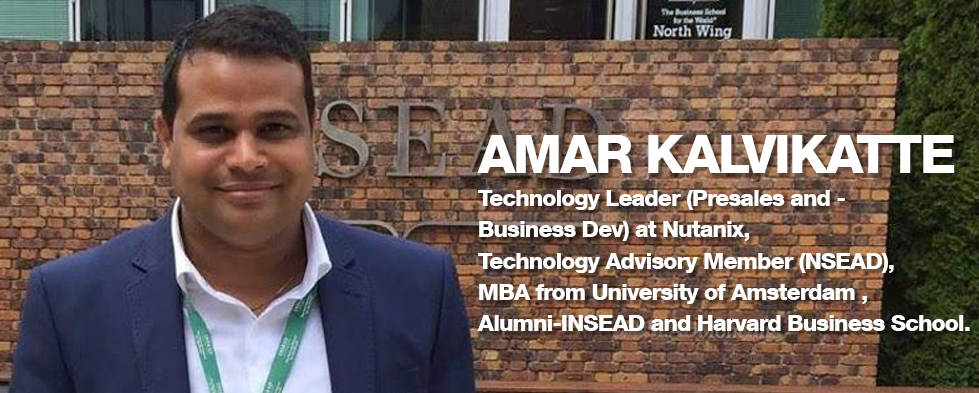 The Business School
for the World®
North Wing
INSEAD
AMAR KALVIKATTE
Technology Leader (Presales and -
Business Dev) at Nutanix,
Technology Advisory Member (NSEAD),
MBA from University of Amsterdam ,
Alumni-INSEAD and Harvard Business School.